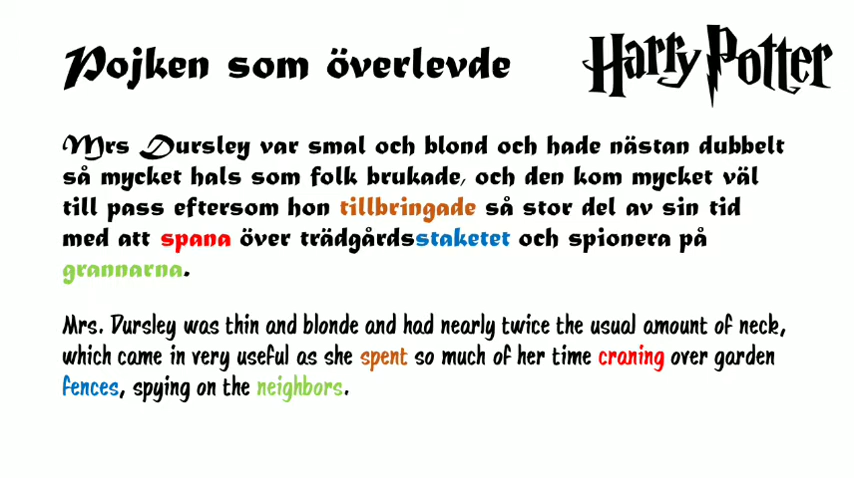 Pojken som överlevde
Harry Potter
Mrs Dursley var smal och blond och hade nästan dubbelt
så mycket hals som folk brukade, och den kom mycket väl
till pass eftersom hon tillbringade så stor del av sin tid
med att spana över trädgårdsstaketet och spionera på
grannarna.
Mrs. Dursley was thin and blonde and had nearly twice the usual amount of neck,
which came in very useful as she spent so much of her time craning over garden
fences, spying on the neighbors.